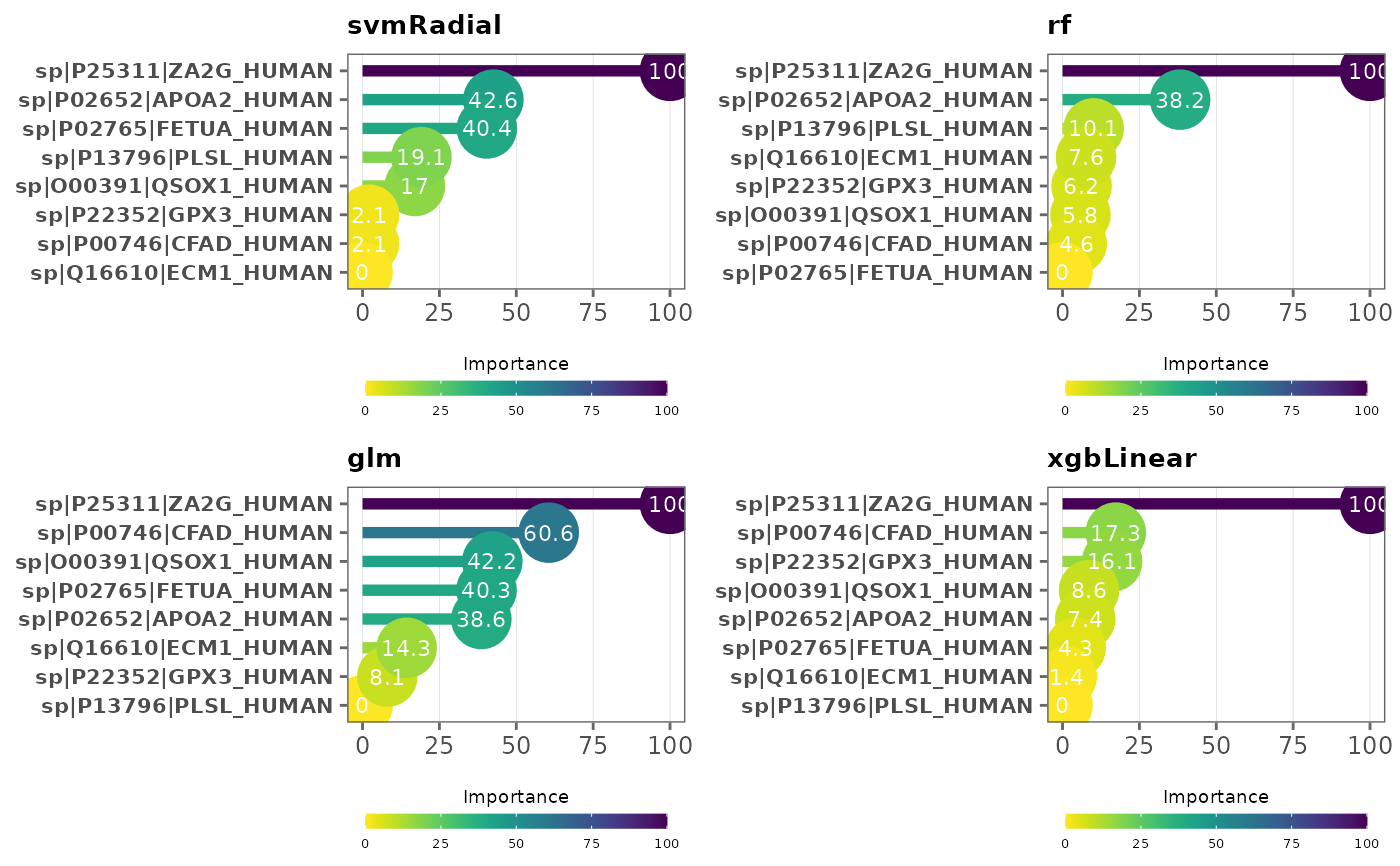 svmRadial
sp|P25311|ZA2G_HUMAN 100
sp|P02652|APOA2_HUMAN 42.6
sp|P02765|FETUA_HUMAN 40.4
sp|P13796|PLSL_HUMAN 19.1
sp|O00391|QSOX1_HUMAN 17
sp|P22352|GPX3_HUMAN 2.1
sp|P00746|CFAD_HUMAN 2.1
sp|Q16610|ECM1_HUMAN 0
0 25 50 75 100
Importance
0 25 50 75 100
rf
sp|P25311|ZA2G_HUMAN 100
sp|P02652|APOA2_HUMAN 38.2
sp|P13796|PLSL_HUMAN 10.1
sp|Q16610|ECM1_HUMAN 7.6
sp|P22352|GPX3_HUMAN 6.2
sp|O00391|QSOX1_HUMAN 5.8
sp|P00746|CFAD_HUMAN 4.6
sp|P02765|FETUA_HUMAN 0
0 25 50 75 100
Importance
0 25 50 75 100
glm
sp|P25311|ZA2G_HUMAN 100
sp|P00746|CFAD_HUMAN 60.6
sp|O00391|QSOX1_HUMAN 42.2
sp|P02765|FETUA_HUMAN 40.3
sp|P02652|APOA2_HUMAN 38.6
sp|Q16610|ECM1_HUMAN 14.3
sp|P22352|GPX3_HUMAN 8.1
sp|P13796|PLSL_HUMAN 0
0 25 50 75 100
Importance
0 25 50 75 100
xgbLinear
sp|P25311|ZA2G_HUMAN 100
sp|P00746|CFAD_HUMAN 17.3
sp|P22352|GPX3_HUMAN 16.1
sp|O00391|QSOX1_HUMAN 8.6
sp|P02652|APOA2_HUMAN 7.4
sp|P02765|FETUA_HUMAN 4.3
sp|Q16610|ECM1_HUMAN 1.4
sp|P13796|PLSL_HUMAN 0
0 25 50 75 100
Importance
0 25 50 75 100